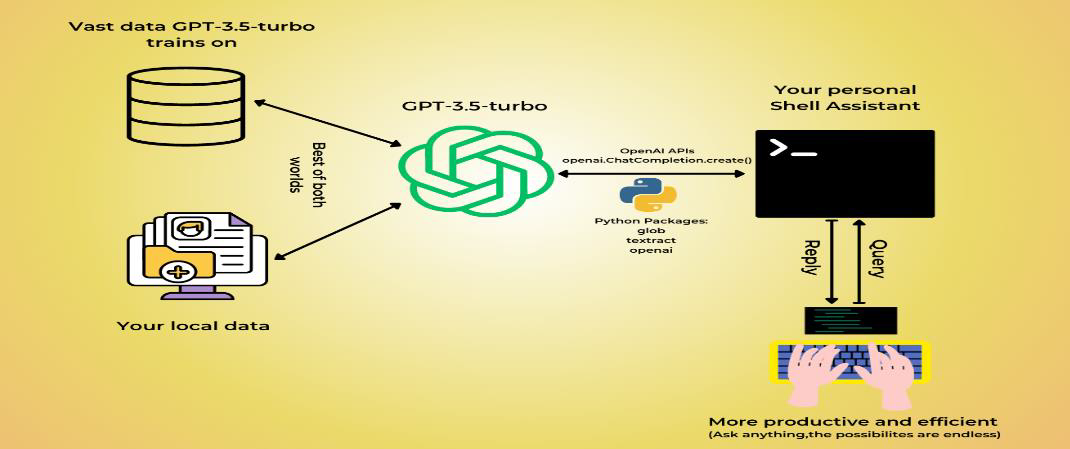 Vast data GPT-3.5-turbo
trains on
Best of both
worlds
Your local data
GPT-3.5-turbo
OpenAI APIs
openai.ChatCompletion.create()
Python Packages:
glob
textract
openai
Your personal
Shell Assistant
>_
Reply
Query
More productive and efficient
(Ask anything,the possibilites are endless)